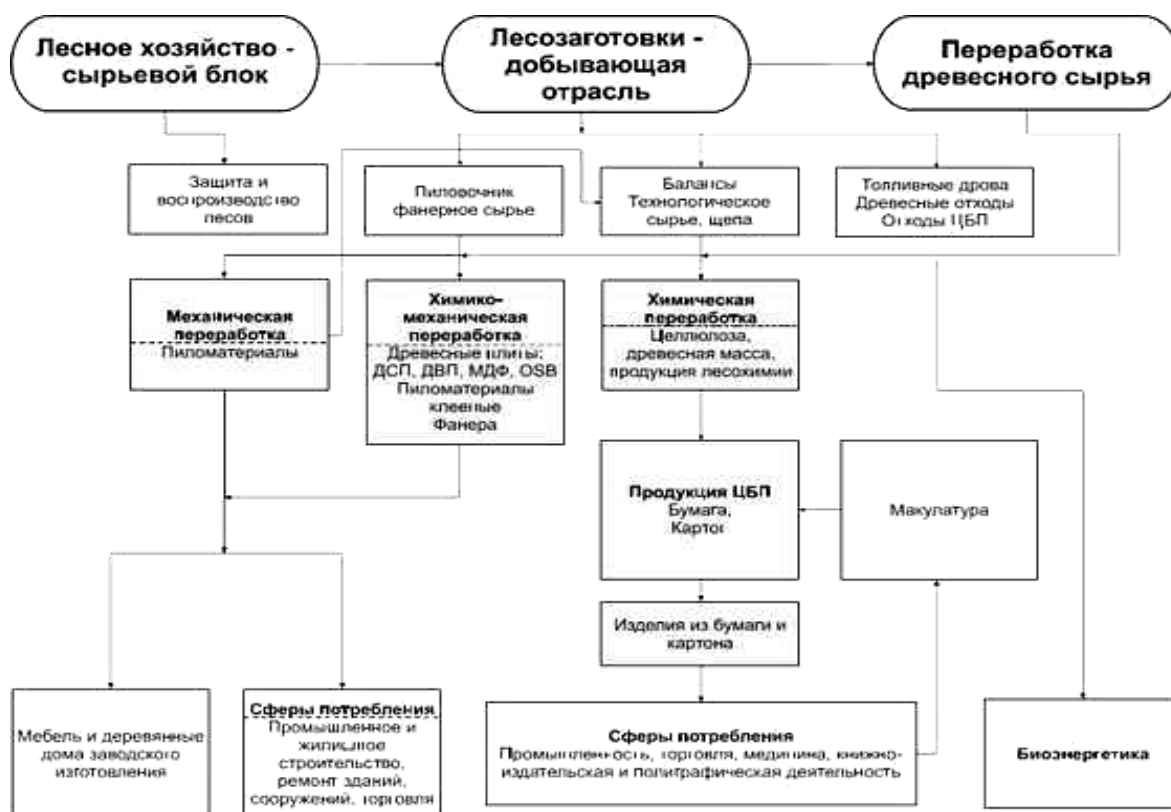 Лесное хозяйство -
сырьевой блок
Лесозаготовки -
добывающая
отрасль
Переработка
древесного сырья
Защита и
воспроизводство
лесов
Пиловочник
фанерное сырье
Балансы
Технологическое
сырье, щепа
Топливные дрова
Древесные отходы
Отходы ЦБП
Механическая
переработка
Пиломатериалы
Химико-
механическая
переработка
Древесные плиты:
ДСП, ДВП, МДФ, OSB
Пиломатериалы
клееные
Фанера
Химическая
переработка
Целлюлоза,
древесная масса,
продукция лесохимии
Продукция ЦБП
Бумага,
Картон
Макулатура
Изделия из бумаги и
картона
Мебель и деревянные
дома заводского
изготовления
Сферы потребления
Промышленное и
жилищное
строительство,
ремонт зданий,
сооружений, торговля
Сферы потребления
Промышленность, торговля, медицина, книжно-
издательская и полиграфическая деятельность
Биоэнергетика